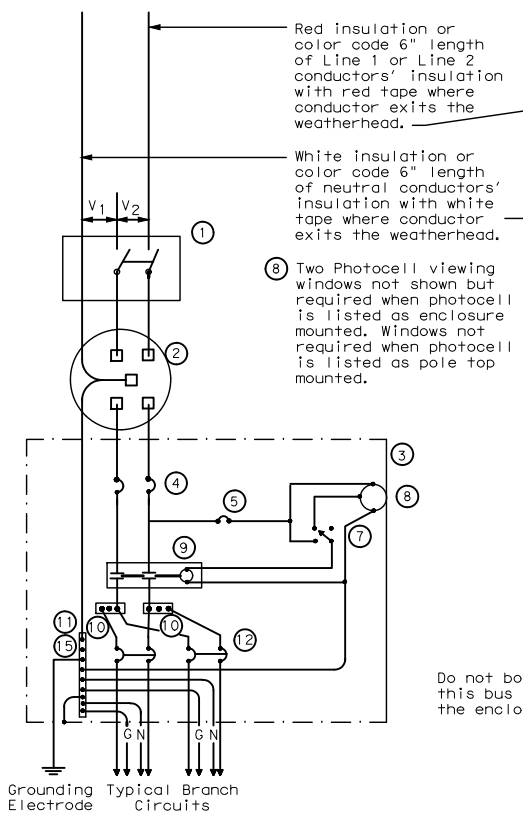 Red insulation or
color code 6" length
of Line 1 or Line 2
conductors' insulation
with red tape where
conductor exits the
weatherhead.
White insulation or
color code 6" length
of neutral conductors'
insulation with white
tape where conductor
exits the weatherhead.
V1 V2
1
8 Two Photocell viewing
windows not shown but
required when photocell
is listed as enclosure
mounted. Windows not
required when photocell
is listed as pole top
mounted.
2
3
4
5
8
7
9
11
10
10
12
15
Do not bo
this bus
the enclo
G N G N
Grounding
Electrode
Typical Branch
Circuits